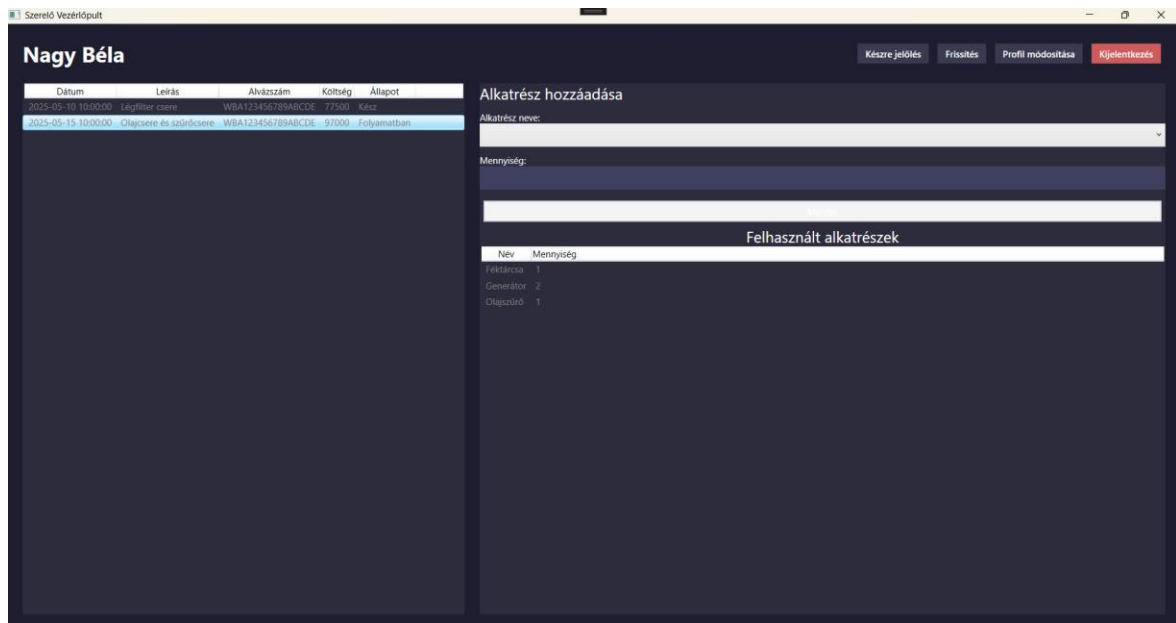 Szerelő Vezérlőpult
Nagy Béla
Készre jelölés Frissítés Profil módosítása Kijelentkezés
Dátum Leírás Alvázszám Költség Állapot
2025-05-10 10:00:00 Légfilter csere WBA123456789ABCDE 77500 Kész
2025-05-15 10:00:00 Olajcsere és szűrőcsere WBA123456789ABCDE 97000 Folyamatban
Alkatrész hozzáadása
Alkatrész neve:
Mennyiség:
Felhasznált alkatrészek
Név Mennyiség
Féktárcsa 1
Generátor 2
Olajszűrő 1